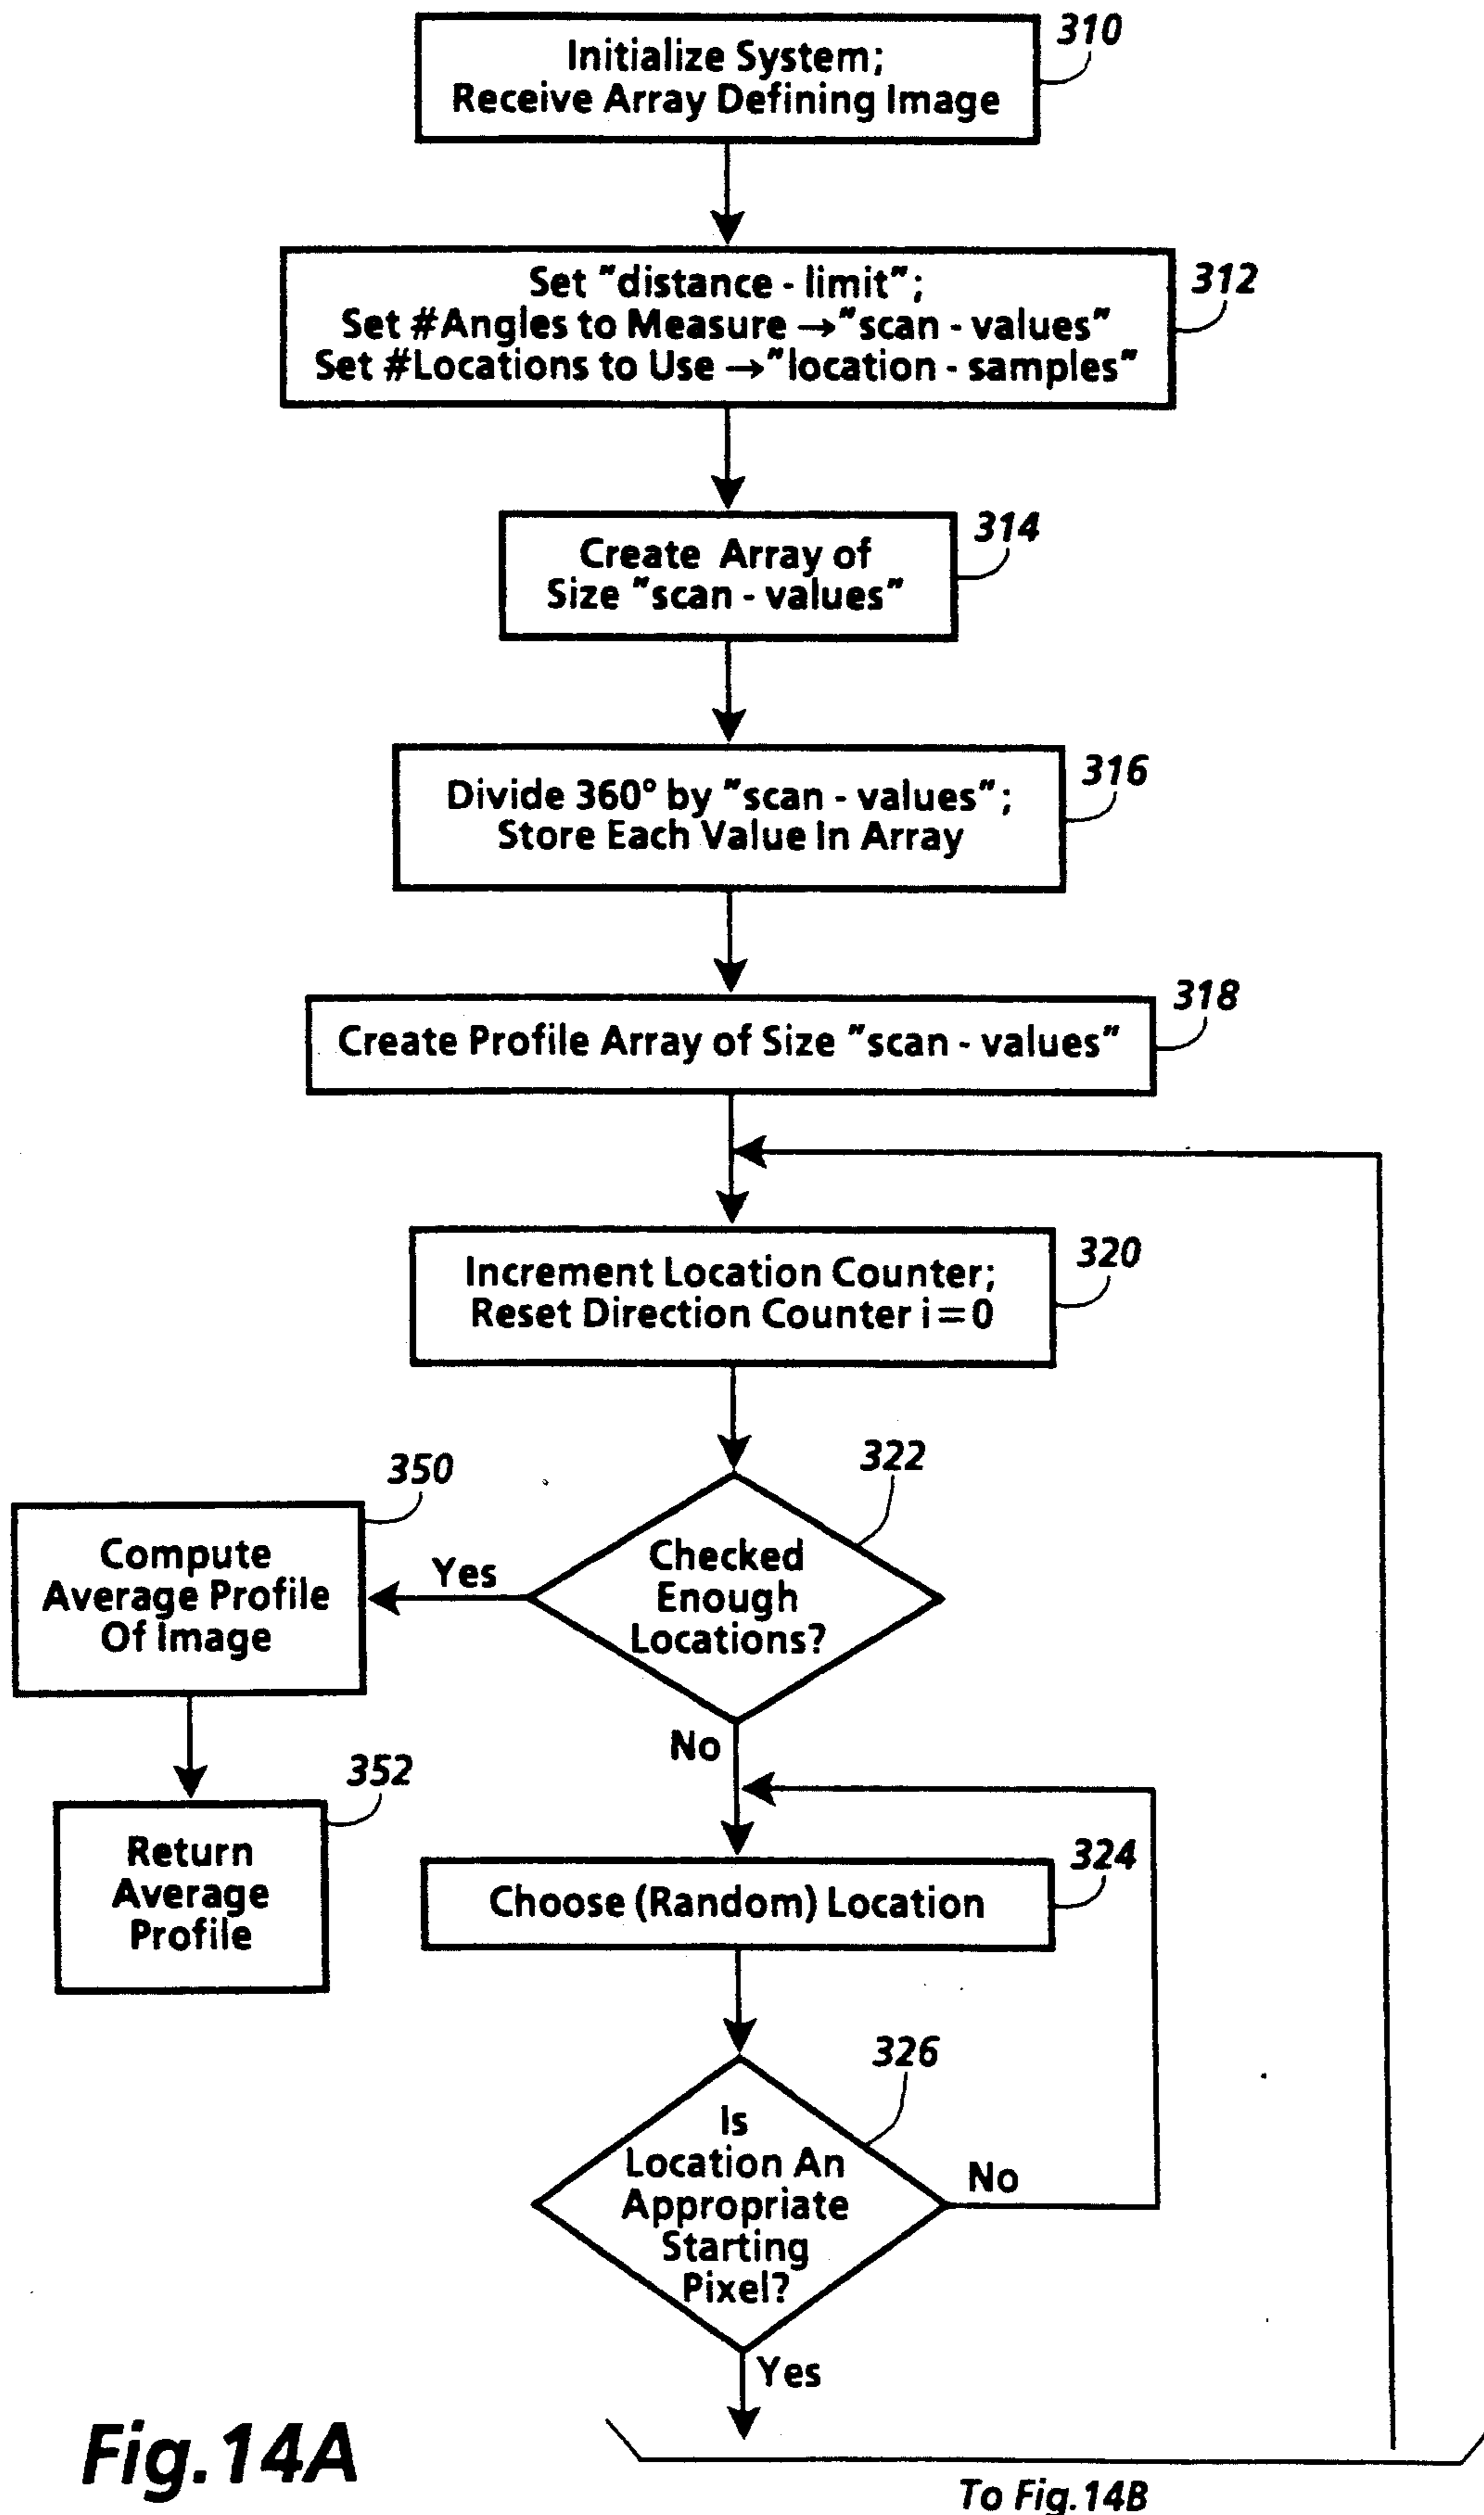 310
Initialize System;
Receive Array Defining Image
312
Set "distance - limit";
Set #Angles to Measure →"scan - values"
Set #Locations to Use →"location - samples"
314
Create Array of
Size "scan - values"
316
Divide 360° by "scan - values";
Store Each Value In Array
318
Create Profile Array of Size "scan - values"
320
Increment Location Counter;
Reset Direction Counter i=0
322
Checked
Enough
Locations?
Yes
350
Compute
Average Profile
Of Image
No
352
Return
Average
Profile
324
Choose (Random) Location
326
Is
Location An
Appropriate
Starting
Pixel?
No
Yes
Fig.14A
To Fig.14B